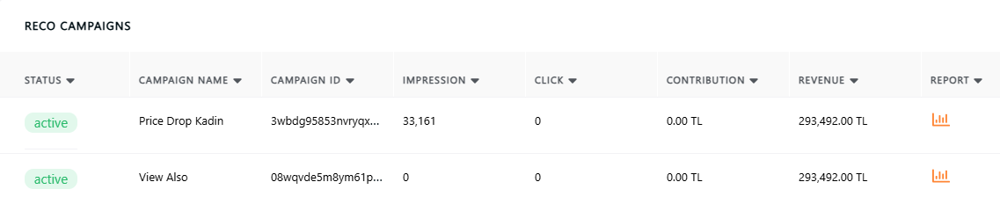 RECO CAMPAIGNS
STATUS CAMPAIGN NAME CAMPAIGN ID IMPRESSION CLICK CONTRIBUTION REVENUE REPORT
active Price Drop Kadin 3wbdg95853nvryqx... 33,161 0 0.00 TL 293,492.00 TL
active View Also 08wqvde5m8ym61p... 0 0 0.00 TL 293,492.00 TL